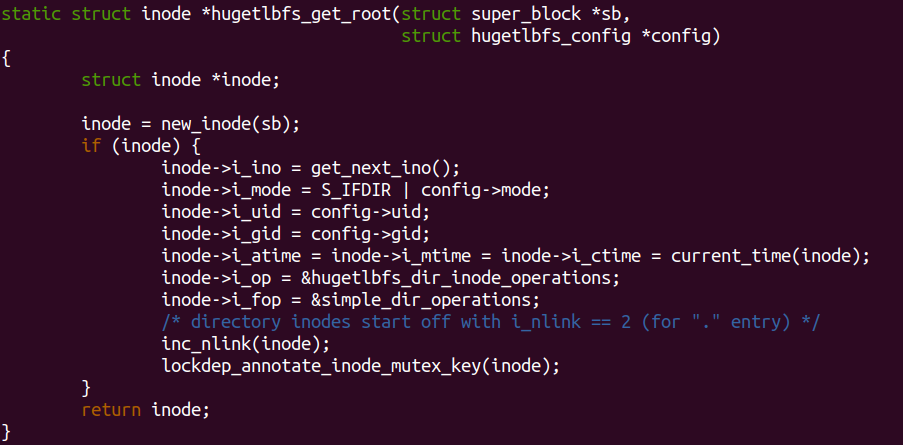 static struct inode *hugetlbfs_get_root(struct super_block *sb,
                                        struct hugetlbfs_config *config)
{
        struct inode *inode;

        inode = new_inode(sb);
        if (inode) {
                inode->i_ino = get_next_ino();
                inode->i_mode = S_IFDIR | config->mode;
                inode->i_uid = config->uid;
                inode->i_gid = config->gid;
                inode->i_atime = inode->i_mtime = inode->i_ctime = current_time(inode);
                inode->i_op = &hugetlbfs_dir_inode_operations;
                inode->i_fop = &simple_dir_operations;
                /* directory inodes start off with i_nlink == 2 (for "." entry) */
                inc_nlink(inode);
                lockdep_annotate_inode_mutex_key(inode);
        }
        return inode;
}